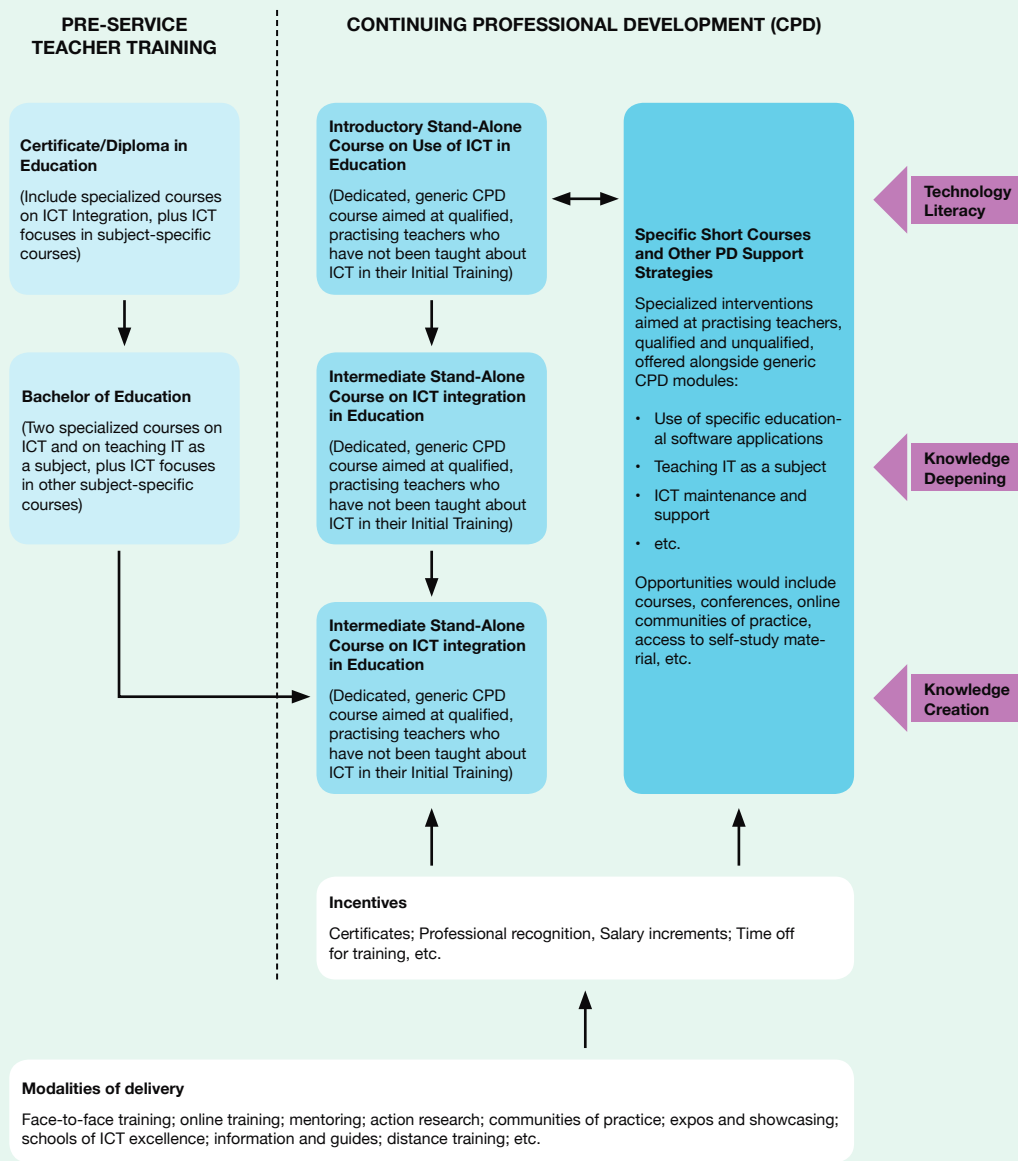 PRE-SERVICE
TEACHER TRAINING
CONTINUING PROFESSIONAL DEVELOPMENT (CPD)
Certificate/Diploma in
Education
(Include specialized courses
on ICT Integration, plus ICT
focuses in subject-specific
courses)
Bachelor of Education
(Two specialized courses on
ICT and on teaching IT as
a subject, plus ICT focuses
in other subject-specific
courses)
Introductory Stand-Alone
Course on Use of ICT in
Education
(Dedicated, generic CPD
course aimed at qualified,
practising teachers who
have not been taught about
ICT in their Initial Training)
Intermediate Stand-Alone
Course on ICT integration
in Education
(Dedicated, generic CPD
course aimed at qualified,
practising teachers who
have not been taught about
ICT in their Initial Training)
Intermediate Stand-Alone
Course on ICT integration
in Education
(Dedicated, generic CPD
course aimed at qualified,
practising teachers who
have not been taught about
ICT in their Initial Training)
Specific Short Courses
and Other PD Support
Strategies
Specialized interventions
aimed at practising teachers,
qualified and unqualified,
offered alongside generic
CPD modules:
• Use of specific education-
al software applications
• Teaching IT as a subject
• ICT maintenance and
support
• etc.
Opportunities would include
courses, conferences, online
communities of practice,
access to self-study mate-
rial, etc.
Technology
Literacy
Knowledge
Deepening
Knowledge
Creation
Incentives
Certificates; Professional recognition, Salary increments; Time off
for training, etc.
Modalities of delivery
Face-to-face training; online training; mentoring; action research; communities of practice; expos and showcasing;
schools of ICT excellence; information and guides; distance training; etc.